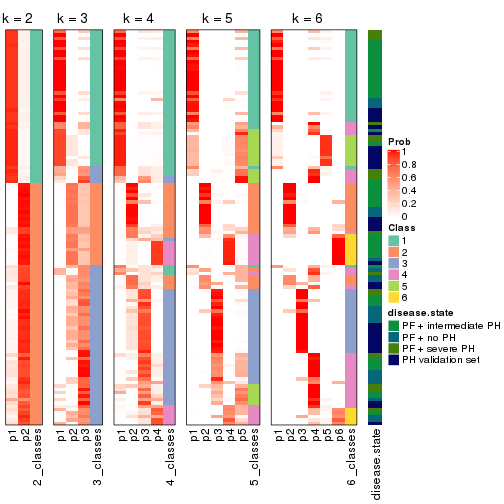 k = 2 k = 3 k = 4 k = 5 k = 6
p1 p2 2_classes p1 p2 p3 3_classes p1 p2 p3 p4 4_classes p1 p2 p3 p4 p5 5_classes p1 p2 p3 p4 p5 p6 6_classes disease.state
Prob
1
0.8
0.6
0.4
0.2
0
Class
1
2
3
4
5
6
disease.state
PF+ intermediate PH
PF+ no PH
PF+ severe PH
PH validation set